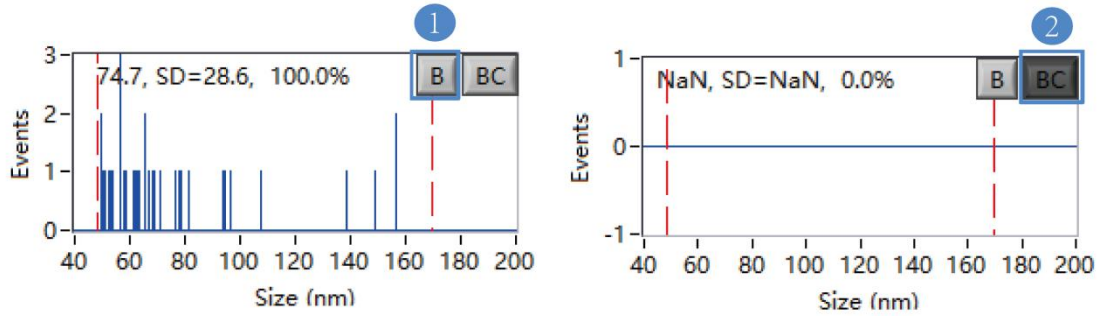 1
3
74.7, SD=28.6, 100.0%
B
BC
2
1
0
Events
40 60 80 100 120 140 160 180 200
Size (nm)
2
1
NaN, SD=NaN, 0.0%
B
BC
0
-1
Events
40 60 80 100 120 140 160 180 200
Size (nm)